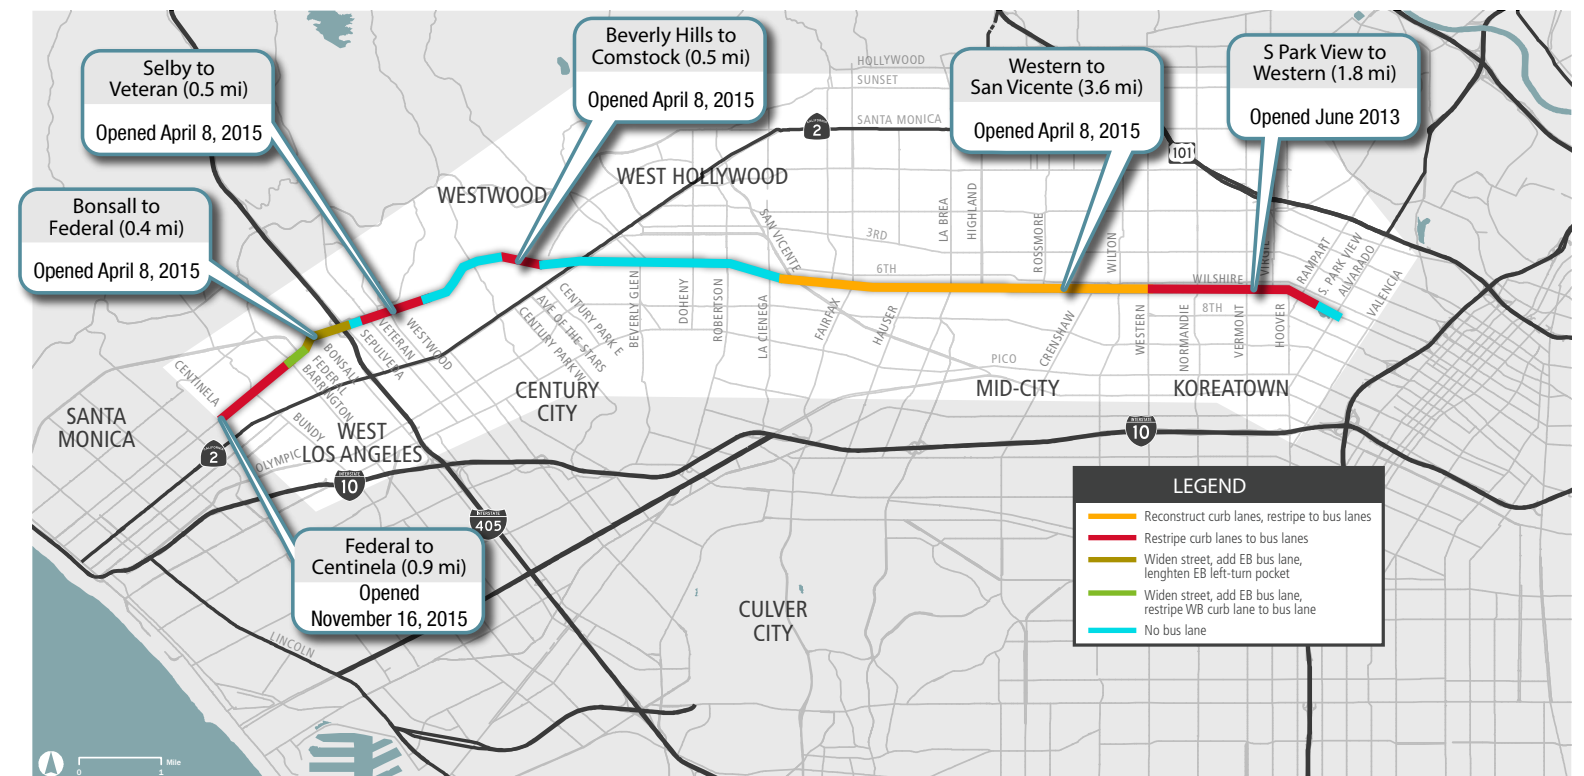 Beverly Hills to
Comstock (0.5 mi)
Opened April 8, 2015
Selby to
Veteran (0.5 mi)
Opened April 8, 2015
Western to
San Vicente (3.6 mi)
Opened April 8, 2015
S Park View to
Western (1.8 mi)
Opened June 2013
Bonsall to
Federal (0.4 mi)
Opened April 8, 2015
Federal to
Centinela (0.9 mi)
Opened
November 16, 2015
HOLLYWOOD
SUNSET
SANTA MONICA
CALIFORNIA
2
101
WESTWOOD
WEST HOLLYWOOD
SAN VICENTE
3RD
6TH
LA BREA
HIGHLAND
ROSSMORE
WILTON
WILSHIRE
VIRGIL
RAMPART
S. PARK VIEW
ALVARADO
VALENCIA
8TH
CENTURY PARK E
AVE OF THE STARS
CENTURY PARK W
BEVERLY GLEN
DOHENY
ROBERTSON
LA CIENEGA
FAIRFAX
HAUSER
CRENSHAW
WESTERN
NORMANDIE
VERMONT
HOOVER
PICO
WESTWOOD
VETERAN
SEPULVEDA
BONSALL
FEDERAL
BARRINGTON
BUNDY
CENTINELA
OLYMPIC
SANTA
MONICA
WEST
LOS ANGELES
CENTURY
CITY
MID-CITY
KOREATOWN
CALIFORNIA
2
INTERSTATE
10
INTERSTATE
405
INTERSTATE
10
CULVER
CITY
LINCOLN
LEGEND
Reconstruct curb lanes, restripe to bus lanes
Restripe curb lanes to bus lanes
Widen street, add EB bus lane,
lenghten EB left-turn pocket
Widen street, add EB bus lane,
restripe WB curb lane to bus lane
No bus lane
0
1
Mile